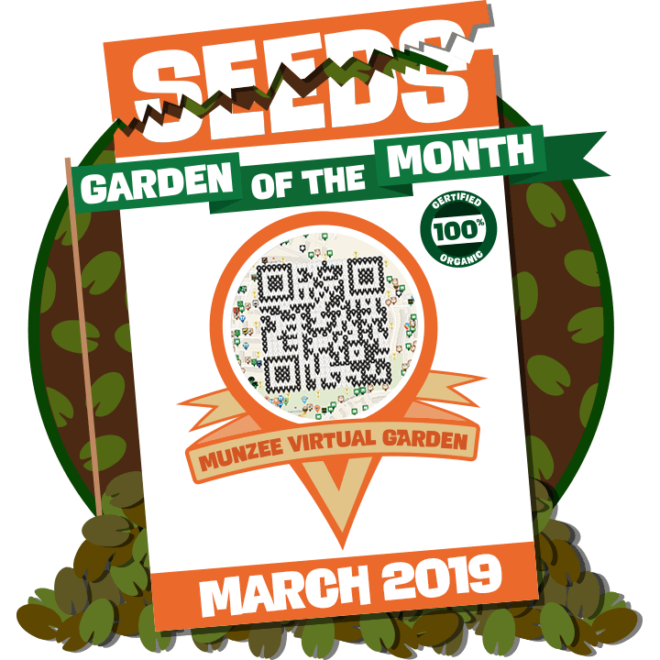 SEEDS
GARDEN OF THE MONTH
CERTIFIED
100%
ORGANIC
MUNZEE VIRTUAL GARDEN
MARCH 2019